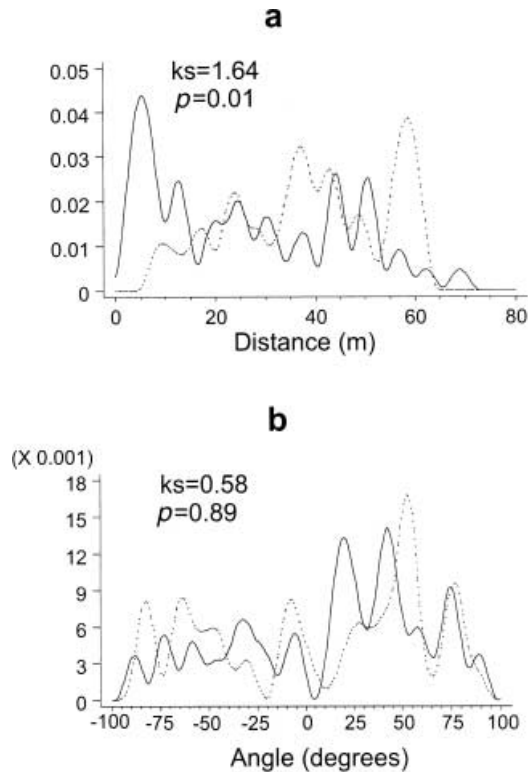 a
ks=1.64
p=0.01
0.05
0.04
0.03
0.02
0.01
0
0 20 40 60 80
Distance (m)
b
(X 0.001)
ks=0.58
p=0.89
18
15
12
9
6
3
0
-100 -75 -50 -25 0 25 50 75 100
Angle (degrees)